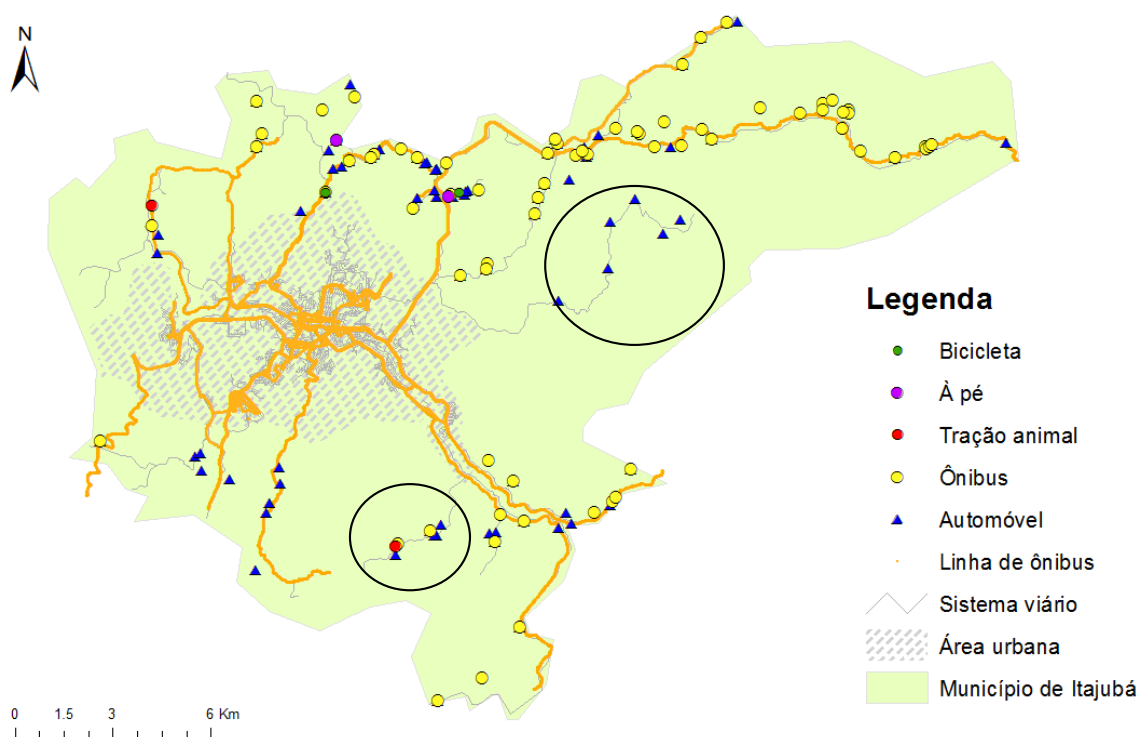 N
Legenda
Bicicleta
À pé
Tração animal
Ônibus
Automóvel
Linha de ônibus
Sistema viário
Área urbana
Município de Itajubá
0 1.5 3 6 Km